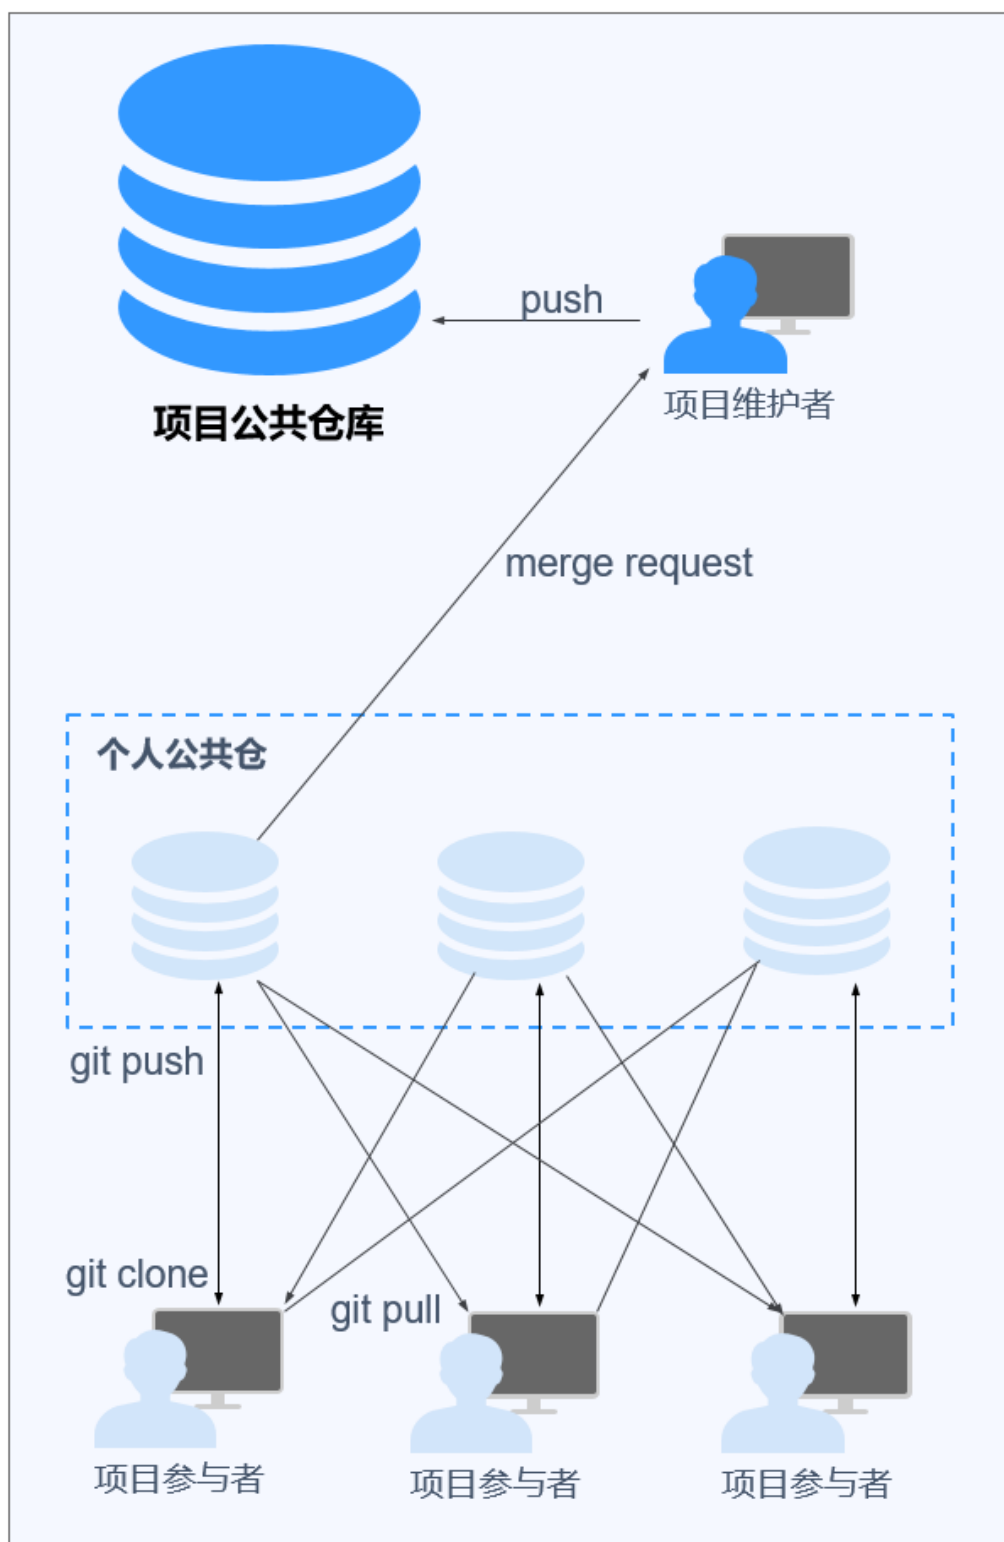 push
项目公共仓库
项目维护者
merge request
个人公共仓
git push
git clone
git pull
项目参与者
项目参与者
项目参与者